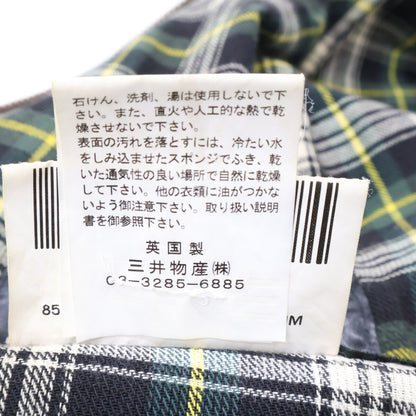 石けん、洗剤、湯は使用しないで下
さい。また、直火や人工的な熱で乾
燥させないで下さい。
表面の汚れを落とすには、冷たい水
をしみ込ませたスポンジでふき、乾
いた通気性の良い場所で自然に乾燥
して下さい。他の衣類に油がつかな
いよう御注意下さい。取り扱い説明
書を御参照下さい。
英国製
三井物産㈱
03-3285-6885
85
M